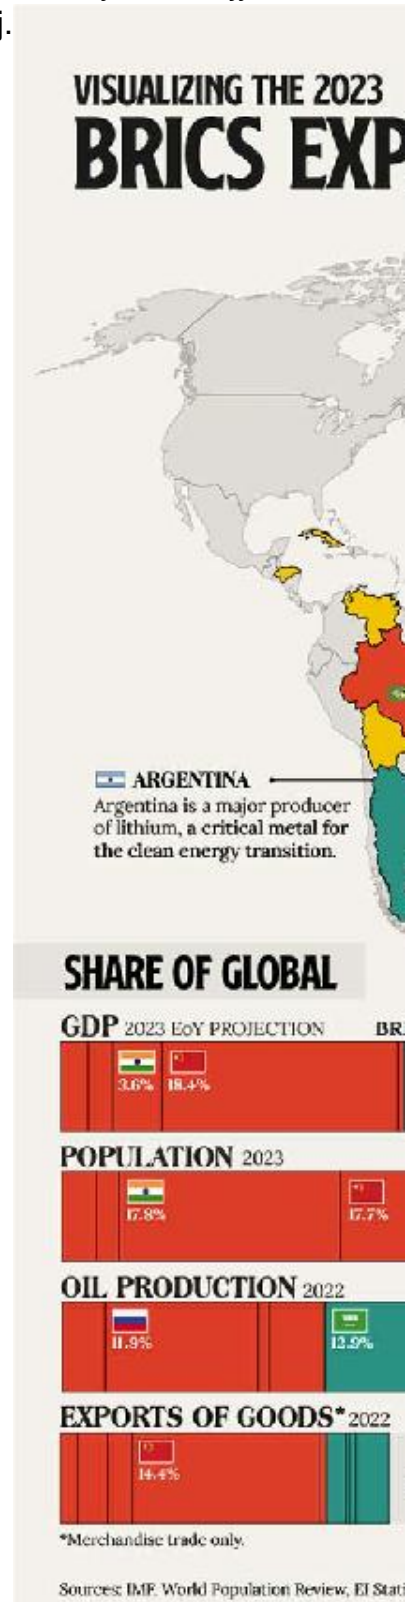 j.
VISUALIZING THE 2023
BRICS EXP
ARGENTINA
Argentina is a major producer
of lithium, a critical metal for
the clean energy transition.
SHARE OF GLOBAL
GDP 2023 EoY PROJECTION BRI
3.6% 18.4%
POPULATION 2023
17.8% 17.7%
OIL PRODUCTION 2022
11.9% 12.9%
EXPORTS OF GOODS* 2022
14.4%
*Merchandise trade only.
Sources: IMF, World Population Review, EI Stati